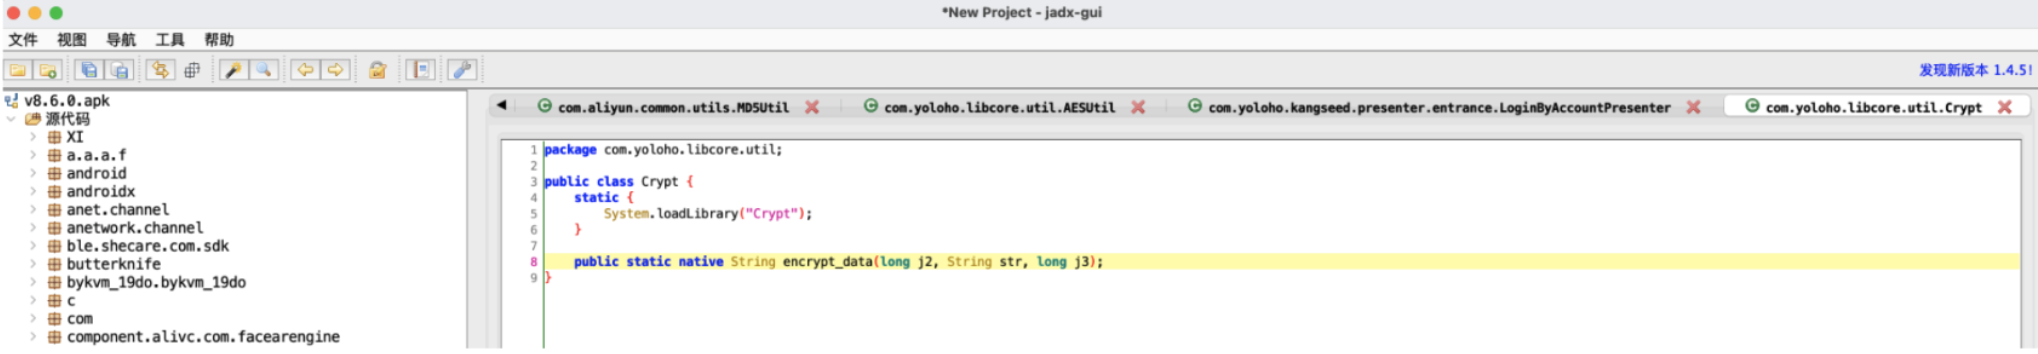 *New Project - jadx-gui
文件 视图 导航 工具 帮助
发现新版本 1.4.5!
v8.6.0.apk
源代码
XI
a.a.a.f
android
androidx
anet.channel
anetwork.channel
ble.shecare.com.sdk
butterknife
bykvm_19do.bykvm_19do
c
com
component.alivc.com.facearengine
com.aliyun.common.utils.MD5Util com.yoloho.libcore.util.AESUtil com.yoloho.kangseed.presenter.entrance.LoginByAccountPresenter com.yoloho.libcore.util.Crypt
1 package com.yoloho.libcore.util;
2
3 public class Crypt {
4 static {
5 System.loadLibrary("Crypt");
6 }
7
8 public static native String encrypt_data(long j2, String str, long j3);
9 }